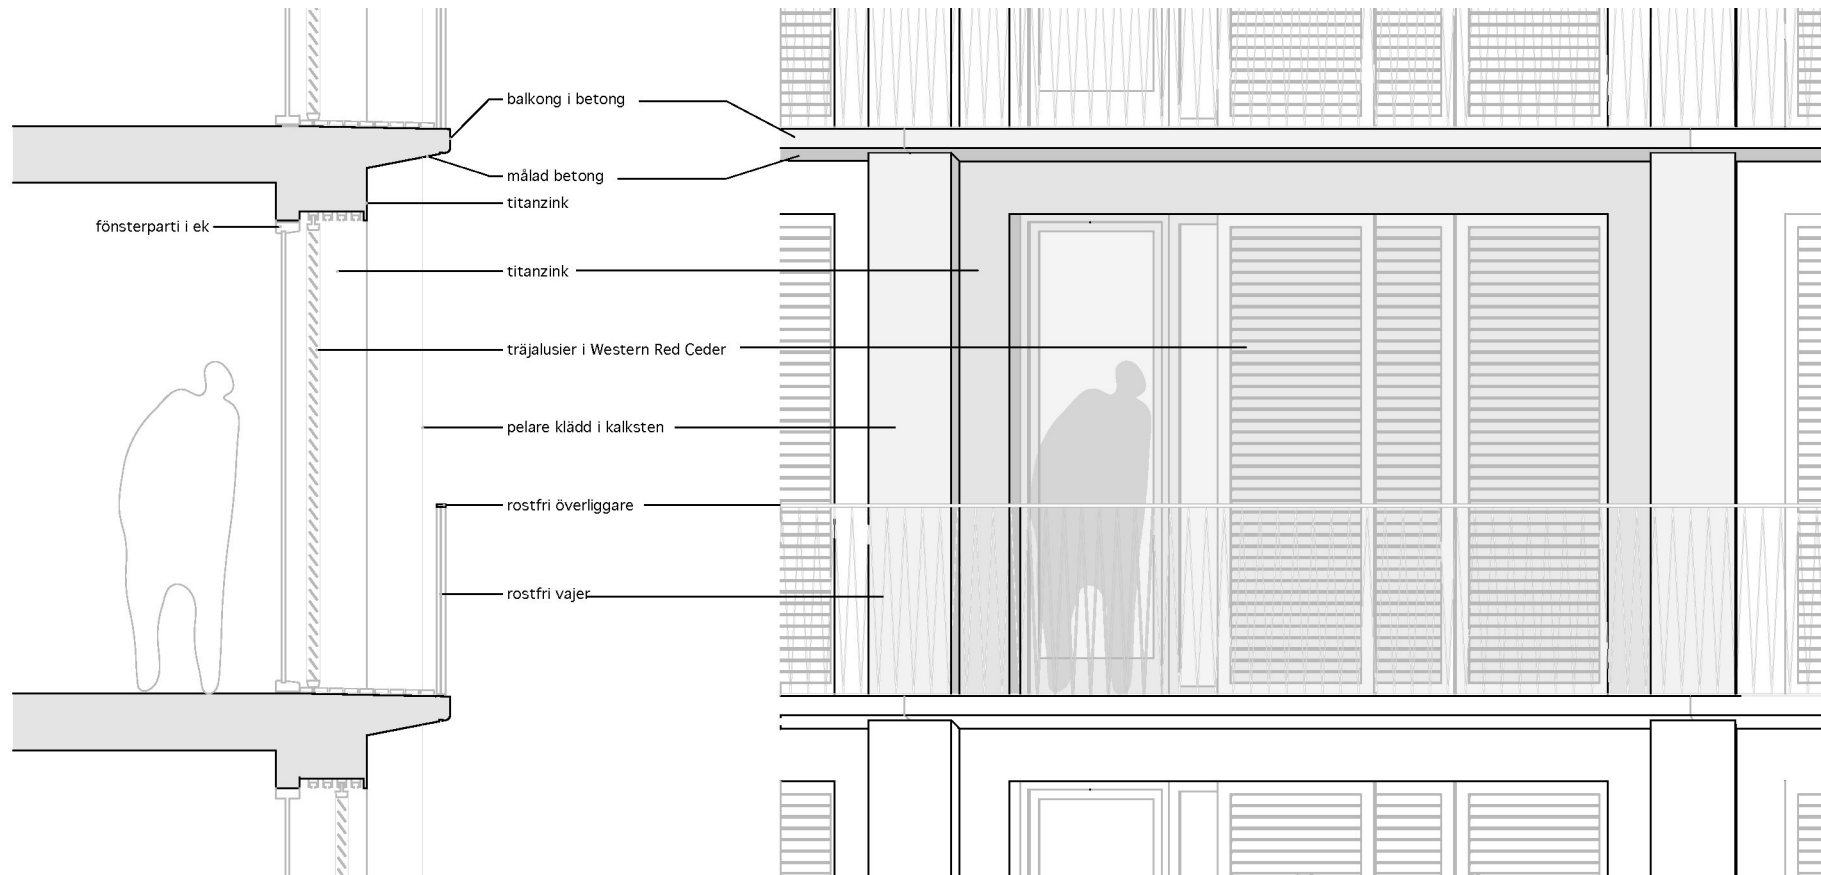 balkong i betong
målad betong
titanzink
fönsterparti i ek
titanzink
träjalusier i Western Red Ceder
pelare klädd i kalksten
rostfri överliggare
rostfri vajer